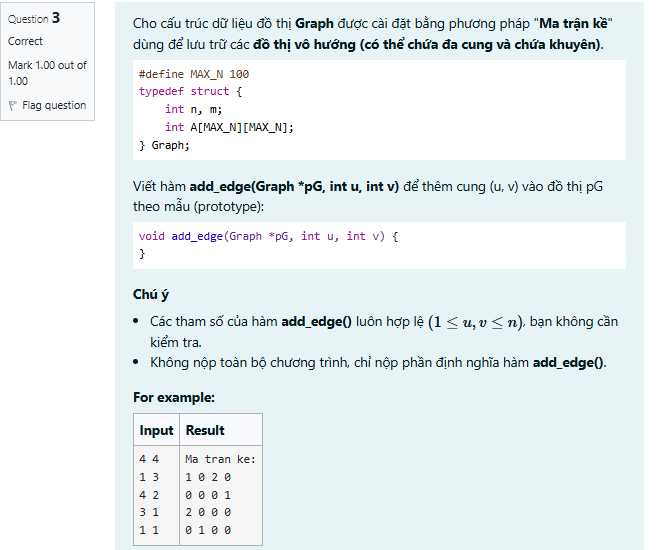 Question 3
Correct
Mark 1.00 out of
1.00
Flag question
Cho cấu trúc dữ liệu đồ thị Graph được cài đặt bằng phương pháp "Ma trận kề"
dùng để lưu trữ các đồ thị vô hướng (có thể chứa đa cung và chứa khuyên).
#define MAX_N 100
typedef struct {
    int n, m;
    int A[MAX_N][MAX_N];
} Graph;
Viết hàm add_edge(Graph *pG, int u, int v) để thêm cung (u, v) vào đồ thị pG
theo mẫu (prototype):
void add_edge(Graph *pG, int u, int v) {
}
Chú ý
• Các tham số của hàm add_edge() luôn hợp lệ (1 ≤ u, v ≤ n), bạn không cần
kiểm tra.
• Không nộp toàn bộ chương trình, chỉ nộp phần định nghĩa hàm add_edge().
For example:
Input Result
4 4 Ma tran ke:
1 3 1 0 2 0
4 2 0 0 0 1
3 1 2 0 0 0
1 1 0 1 0 0